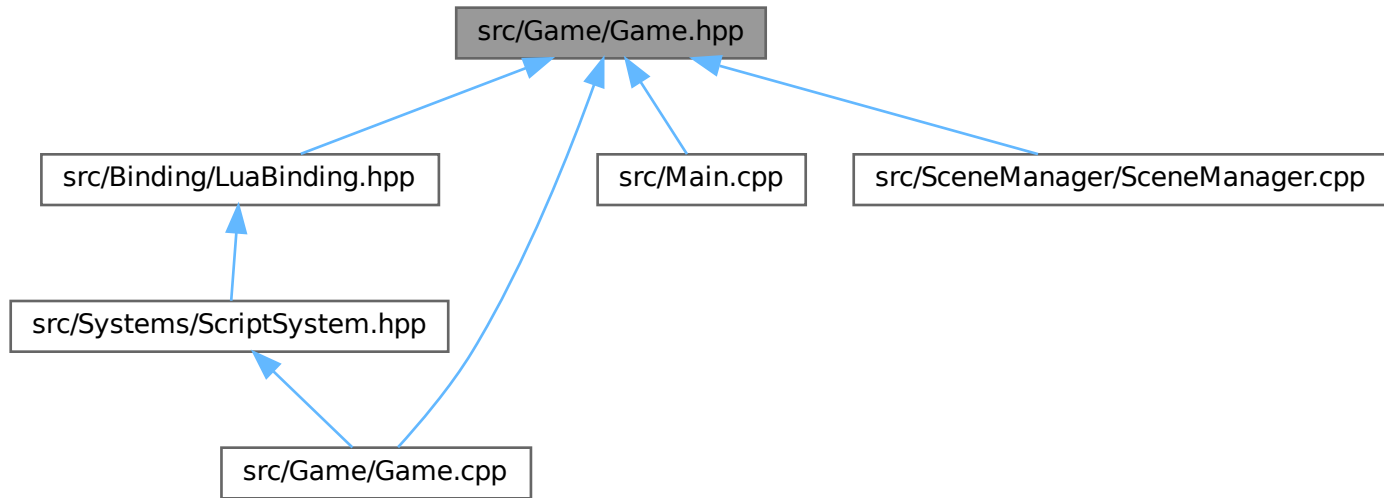 src/Game/Game.hpp
src/Binding/LuaBinding.hpp
src/Main.cpp
src/SceneManager/SceneManager.cpp
src/Systems/ScriptSystem.hpp
src/Game/Game.cpp